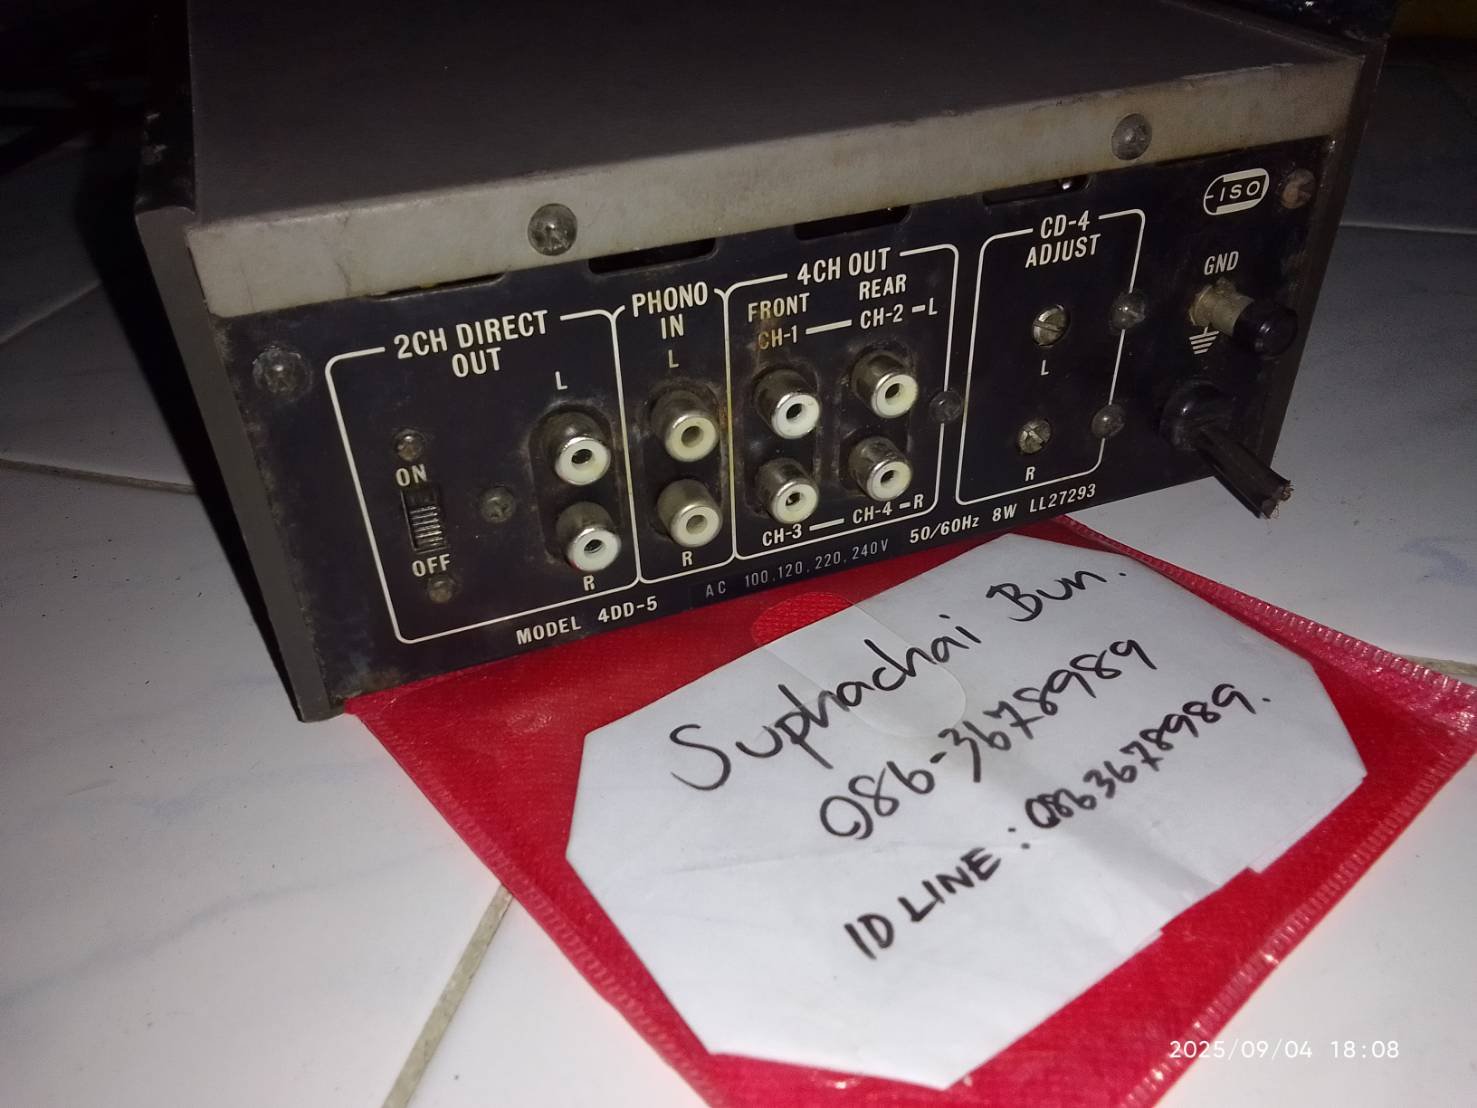 -ISO
2CH DIRECT
OUT
L
ON
OFF
R
PHONO
IN
L
R
4CH OUT
FRONT
CH-1
REAR
CH-2 - L
CH-3
CH-4 - R
CD-4
ADJUST
L
R
GND
MODEL 4DD-5 AC 100, 120, 220, 240V 50/60Hz 8W LL27293
Suphachai Bun.
086-3678989
ID LINE : 0863678989.
2025/09/04 18:08